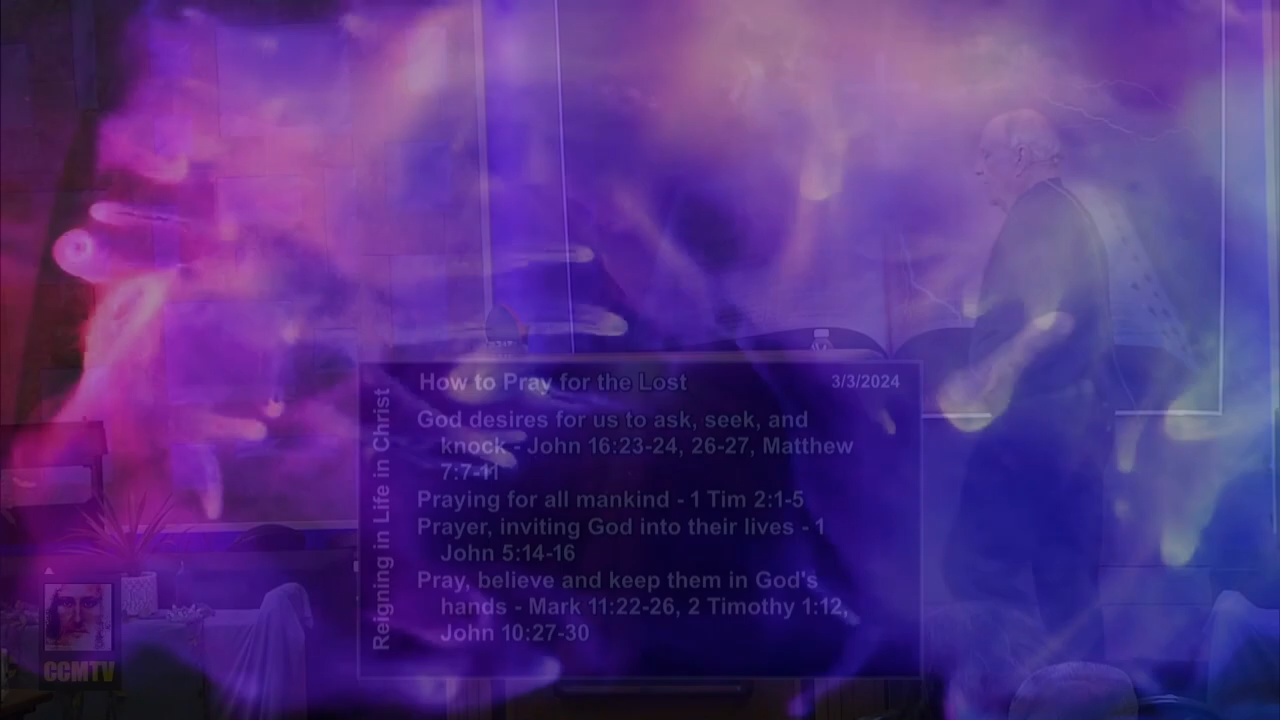 How to Pray for the Lost
3/3/2024
God desires for us to ask, seek, and
knock - John 16:23-24, 26-27, Matthew
7:7-11
Praying for all mankind - 1 Tim 2:1-5
Prayer, inviting God into their lives - 1
John 5:14-16
Pray, believe and keep them in God's
hands - Mark 11:22-26, 2 Timothy 1:12,
John 10:27-30
Reigning in Life in Christ
CCMTV